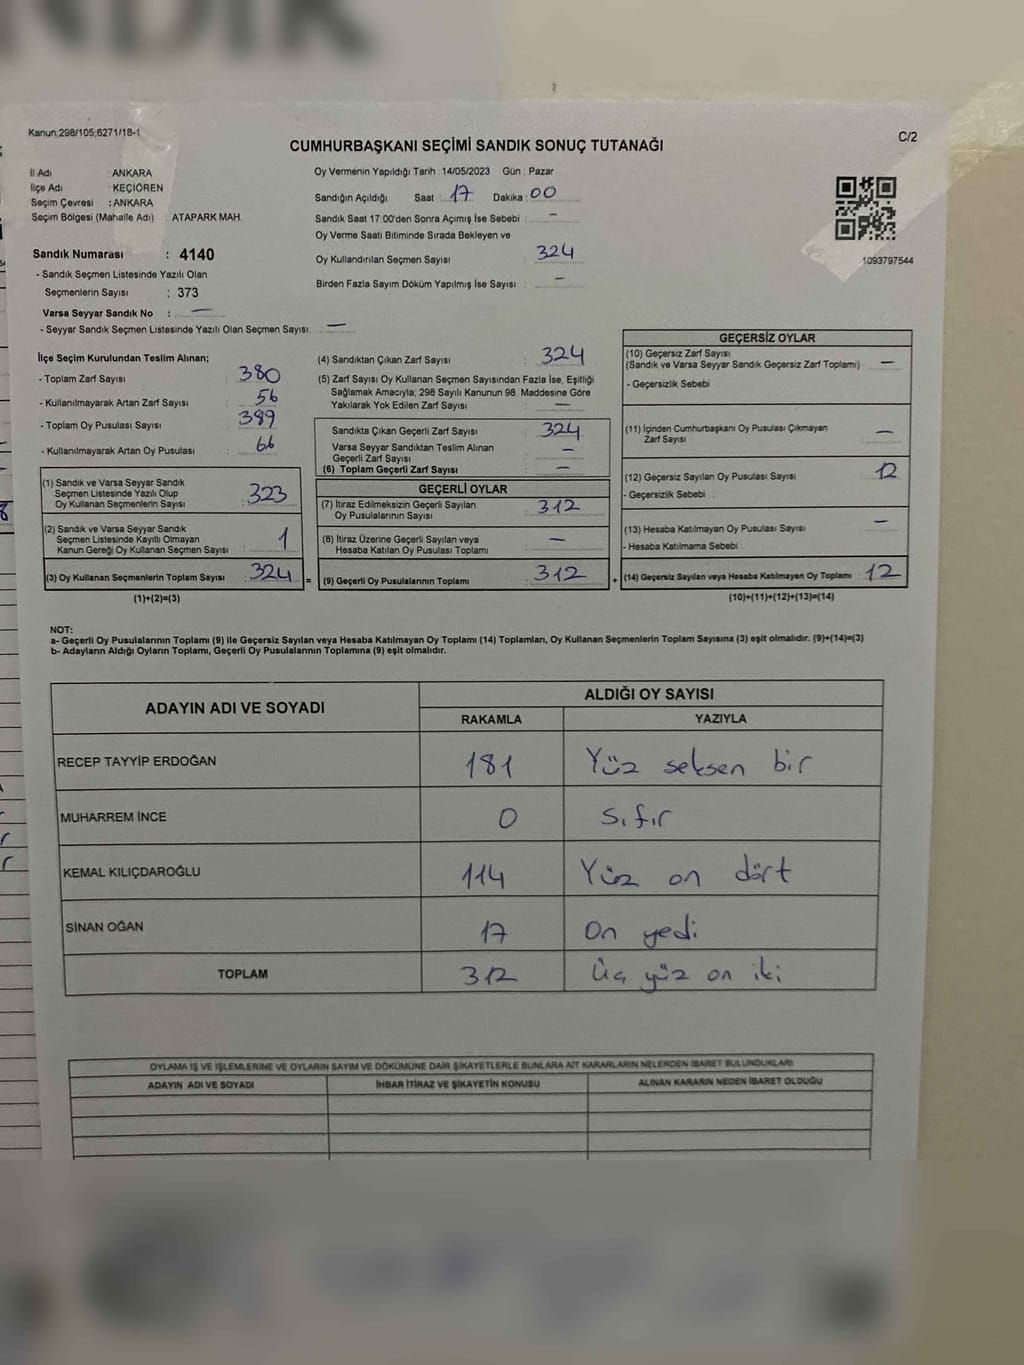 NDIK
Kanun;298/105;6271/18-1
C/2
CUMHURBAŞKANI SEÇİMİ SANDIK SONUÇ TUTANAĞI
İl Adı : ANKARA
İlçe Adı : KEÇİÖREN
Seçim Çevresi : ANKARA
Seçim Bölgesi (Mahalle Adı) : ATAPARK MAH.
Oy Vermenin Yapıldığı Tarih : 14/05/2023 Gün : Pazar
Sandığın Açıldığı Saat : 17 Dakika : 00
Sandık Saat 17:00'den Sonra Açılmış İse Sebebi : -
Oy Verme Saati Bitiminde Sırada Bekleyen ve
Oy Kullandırılan Seçmen Sayısı : 324
Birden Fazla Sayım Döküm Yapılmış İse Sayısı : -
1093797544
Sandık Numarası : 4140
- Sandık Seçmen Listesinde Yazılı Olan
Seçmenlerin Sayısı : 373
Varsa Seyyar Sandık No : -
- Seyyar Sandık Seçmen Listesinde Yazılı Olan Seçmen Sayısı: -
İlçe Seçim Kurulundan Teslim Alınan;
- Toplam Zarf Sayısı : 380
- Kullanılmayarak Artan Zarf Sayısı : 56
- Toplam Oy Pusulası Sayısı : 389
- Kullanılmayarak Artan Oy Pusulası : 66
(1) Sandık ve Varsa Seyyar Sandık
Seçmen Listesinde Yazılı Olup
Oy Kullanan Seçmenlerin Sayısı : 323
(2) Sandık ve Varsa Seyyar Sandık
Seçmen Listesinde Kayıtlı Olmayan
Kanun Gereği Oy Kullanan Seçmen Sayısı : 1
(3) Oy Kullanan Seçmenlerin Toplam Sayısı : 324 =
(1)+(2)=(3)
(4) Sandıktan Çıkan Zarf Sayısı : 324
(5) Zarf Sayısı Oy Kullanan Seçmen Sayısından Fazla İse, Eşitliği
Sağlamak Amacıyla; 298 Sayılı Kanunun 98. Maddesine Göre
Yakılarak Yok Edilen Zarf Sayısı : -
Sandıkta Çıkan Geçerli Zarf Sayısı : 324
Varsa Seyyar Sandıktan Teslim Alınan
Geçerli Zarf Sayısı : -
(6) Toplam Geçerli Zarf Sayısı : -
GEÇERLİ OYLAR
(7) İtiraz Edilmeksizin Geçerli Sayılan
Oy Pusulalarının Sayısı : 312
(8) İtiraz Üzerine Geçerli Sayılan veya
Hesaba Katılan Oy Pusulası Toplamı : -
(9) Geçerli Oy Pusulalarının Toplamı : 312 +
GEÇERSİZ OYLAR
(10) Geçersiz Zarf Sayısı
(Sandık ve Varsa Seyyar Sandık Geçersiz Zarf Toplamı) : -
- Geçersizlik Sebebi :
(11) İçinden Cumhurbaşkanı Oy Pusulası Çıkmayan
Zarf Sayısı : -
(12) Geçersiz Sayılan Oy Pusulası Sayısı : 12
- Geçersizlik Sebebi :
(13) Hesaba Katılmayan Oy Pusulası Sayısı : -
- Hesaba Katılmama Sebebi :
(14) Geçersiz Sayılan veya Hesaba Katılmayan Oy Toplamı : 12
(10)+(11)+(12)+(13)=(14)
NOT:
a- Geçerli Oy Pusulalarının Toplamı (9) ile Geçersiz Sayılan veya Hesaba Katılmayan Oy Toplamı (14) Toplamları, Oy Kullanan Seçmenlerin Toplam Sayısına (3) eşit olmalıdır. (9)+(14)=(3)
b- Adayların Aldığı Oyların Toplamı, Geçerli Oy Pusulalarının Toplamına (9) eşit olmalıdır.
ADAYIN ADI VE SOYADI ALDIĞI OY SAYISI
RAKAMLA YAZIYLA
RECEP TAYYİP ERDOĞAN 181 Yüz seksen bir
MUHARREM İNCE 0 Sıfır
KEMAL KILIÇDAROĞLU 114 Yüz on dört
SİNAN OĞAN 17 On yedi
TOPLAM 312 Üç yüz on iki
OYLAMA İŞ VE İŞLEMLERİNE VE OYLARIN SAYIM VE DÖKÜMÜNE DAİR ŞİKAYETLERLE BUNLARA AİT KARARLARIN NELERDEN İBARET BULUNDUKLARI
ADAYIN ADI VE SOYADI İHBAR İTİRAZ VE ŞİKAYETİN KONUSU ALINAN KARARIN NEDEN İBARET OLDUĞU